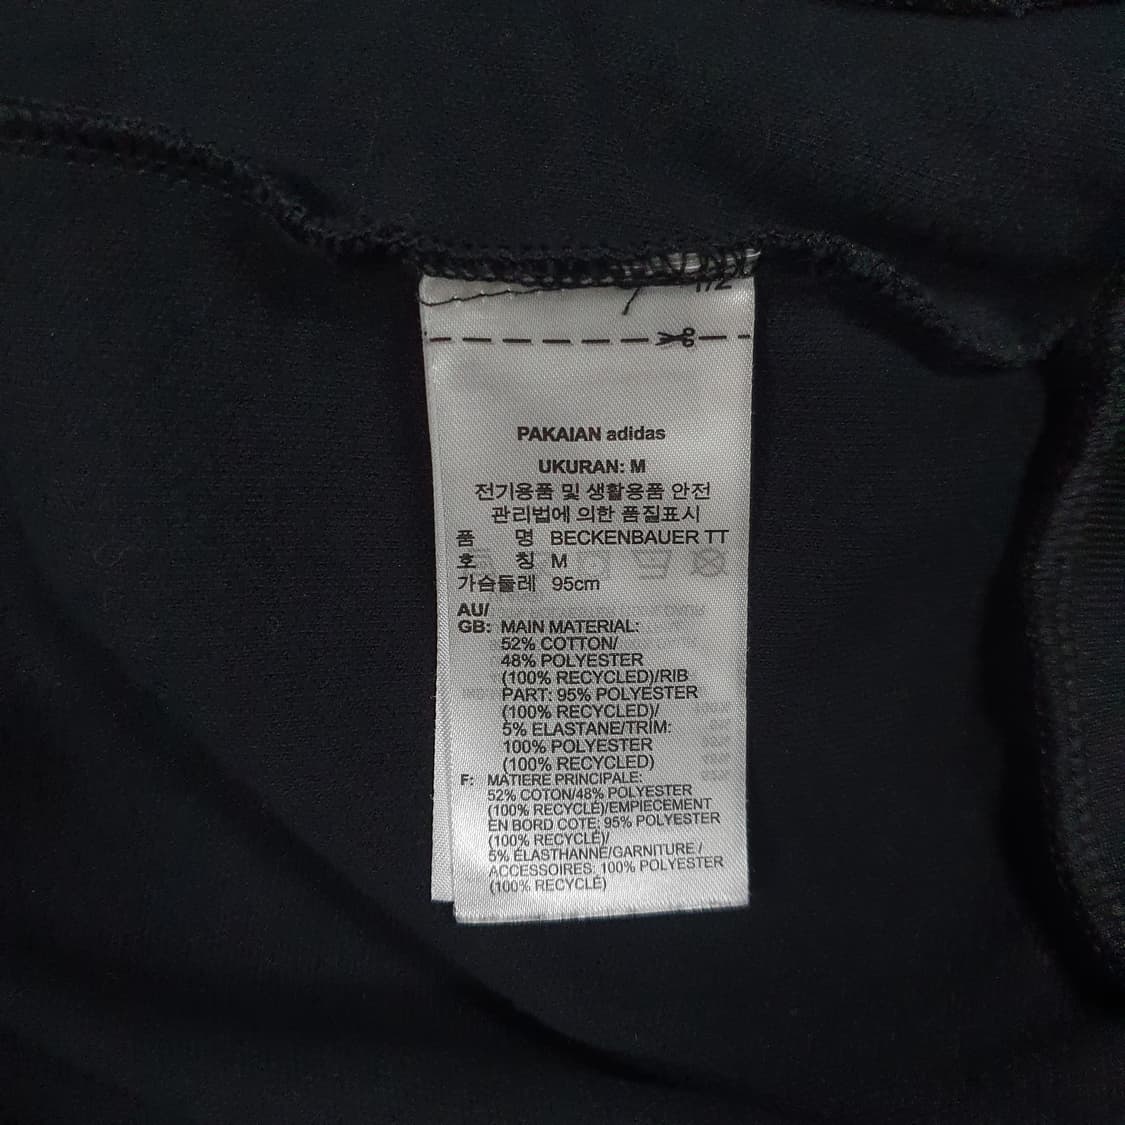 PAKAIAN adidas
UKURAN: M
전기용품 및 생활용품 안전
관리법에 의한 품질표시
품 명 BECKENBAUER TT
호 칭 M
가슴둘레 95cm
AU/
GB: MAIN MATERIAL:
52% COTTON/
48% POLYESTER
(100% RECYCLED)/RIB
PART: 95% POLYESTER
(100% RECYCLED)/
5% ELASTANE/TRIM:
100% POLYESTER
(100% RECYCLED)
F: MATIÈRE PRINCIPALE:
52% COTON/48% POLYESTER
(100% RECYCLÉ)/EMPIECEMENT
EN BORD COTE: 95% POLYESTER
(100% RECYCLÉ)/
5% ÉLASTHANNE/GARNITURE /
ACCESSOIRES: 100% POLYESTER
(100% RECYCLÉ)